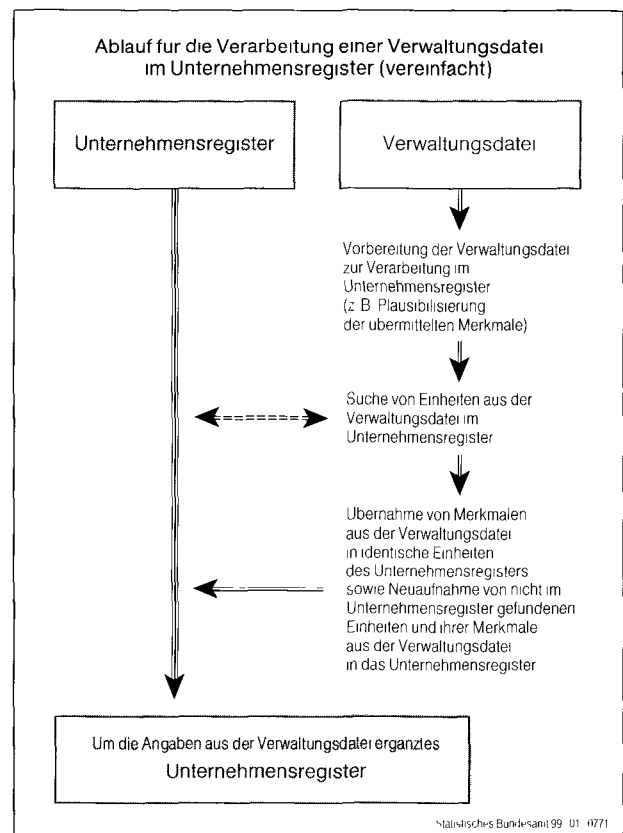 Ablauf fur die Verarbeitung einer Verwaltungsdatei
im Unternehmensregister (vereinfacht)
Unternehmensregister
Verwaltungsdatei
Vorbereitung der Verwaltungsdatei
zur Verarbeitung im
Unternehmensregister
(z B Plausibilisierung
der ubermittelten Merkmale)
Suche von Einheiten aus der
Verwaltungsdatei im
Unternehmensregister
Ubernahme von Merkmalen
aus der Verwaltungsdatei
in identische Einheiten
des Unternehmensregisters
sowie Neuaufnahme von nicht im
Unternehmensregister gefundenen
Einheiten und ihrer Merkmale
aus der Verwaltungsdatei
in das Unternehmensregister
Um die Angaben aus der Verwaltungsdatei erganztes
Unternehmensregister
Statistisches Bundesamt 99 01 0771